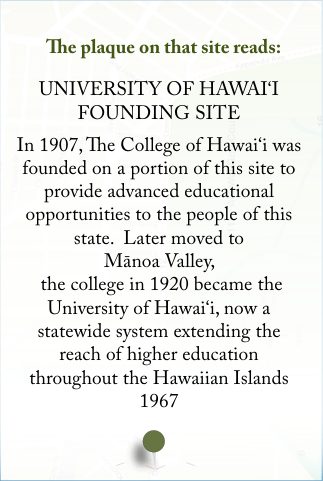 The plaque on that site reads:
UNIVERSITY OF HAWAI‘I
FOUNDING SITE
In 1907, The College of Hawai‘i was
founded on a portion of this site to
provide advanced educational
opportunities to the people of this
state.  Later moved to
Mānoa Valley,
the college in 1920 became the
University of Hawai‘i, now a
statewide system extending the
reach of higher education
throughout the Hawaiian Islands
1967